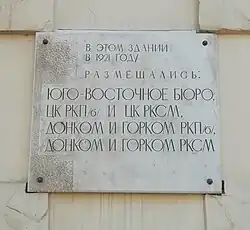 В ЭТОМ ЗДАНИИ
В 1921 ГОДУ
РАЗМЕЩАЛИСЬ:
ЮГО-ВОСТОЧНОЕ БЮРО,
ЦК РКП/б/ И ЦК РКСМ,
ДОНКОМ И ГОРКОМ РКП/б/,
ДОНКОМ И ГОРКОМ РКСМ